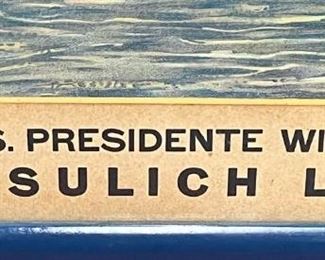 S. PRESIDENTE WI
SULICH L